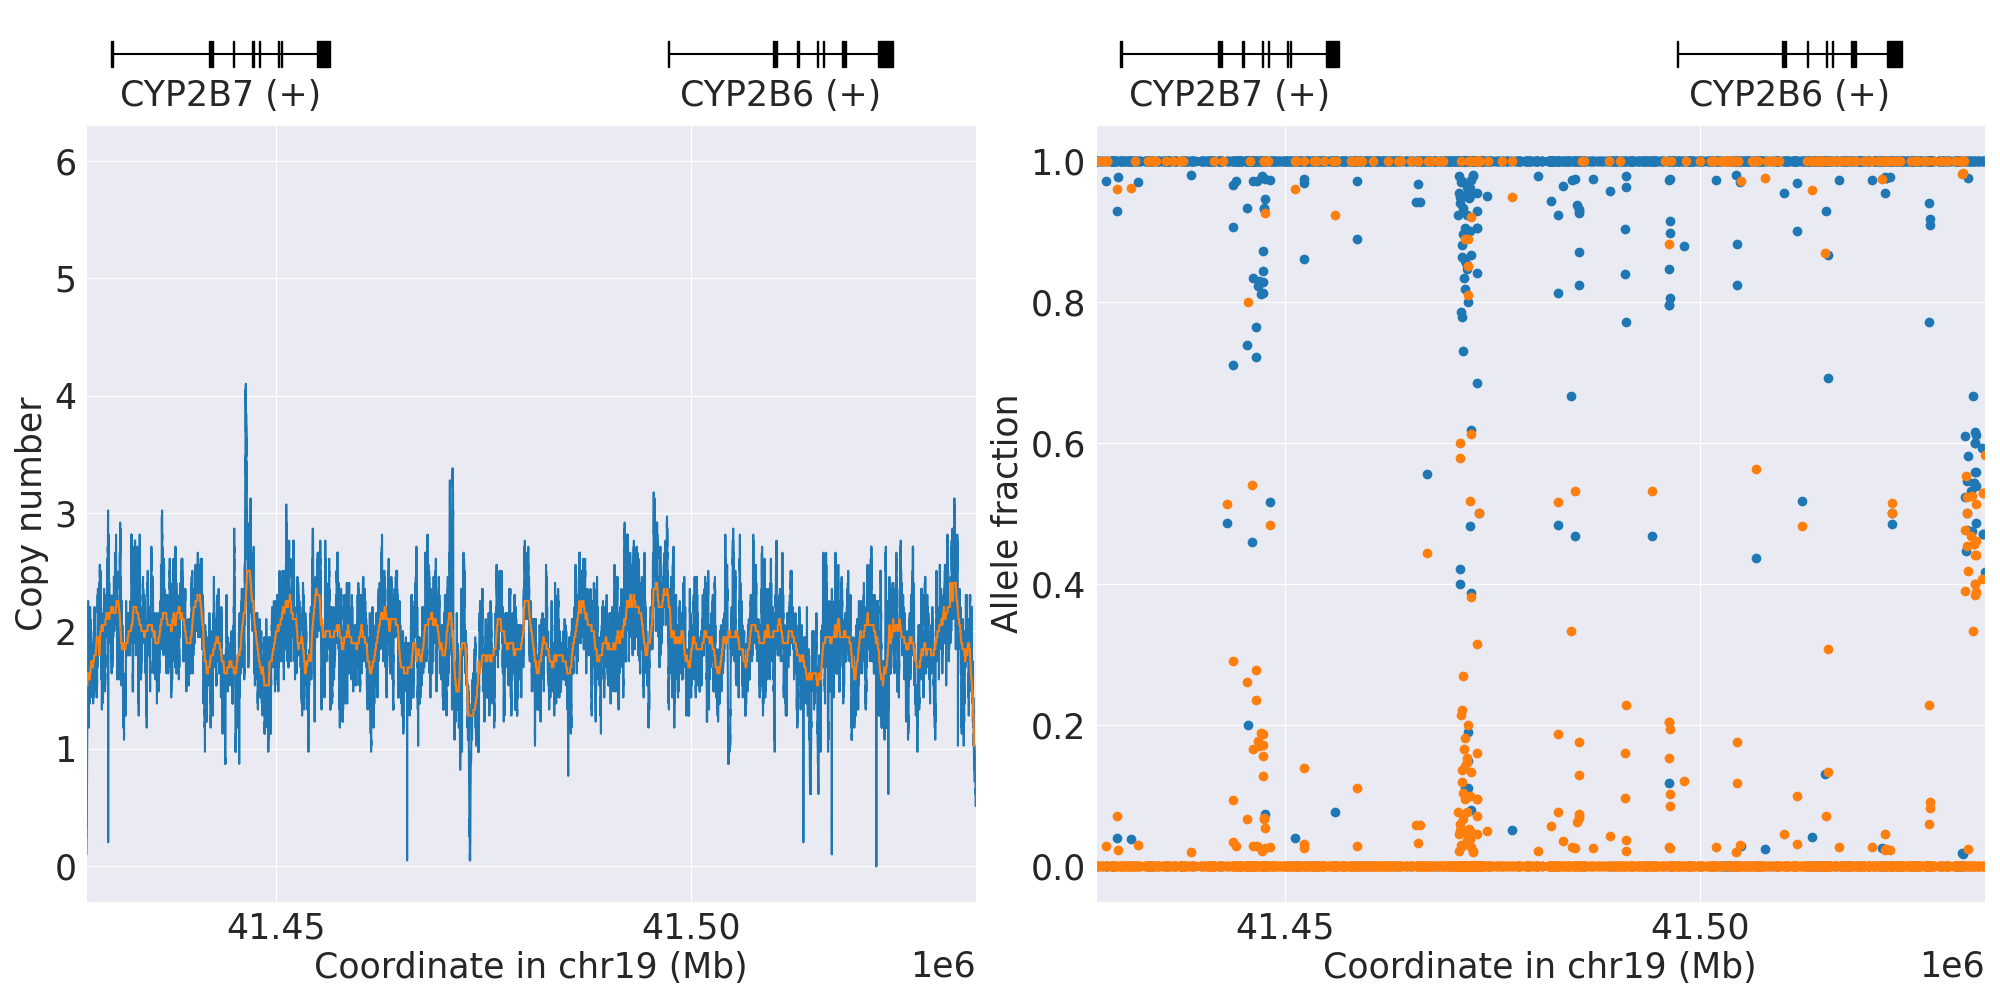 CYP2B7 (+)
CYP2B6 (+)
CYP2B7 (+)
CYP2B6 (+)
Copy number
6
5
4
3
2
1
0
41.45
41.50
Coordinate in chr19 (Mb)
1e6
Allele fraction
1.0
0.8
0.6
0.4
0.2
0.0
41.45
41.50
Coordinate in chr19 (Mb)
1e6